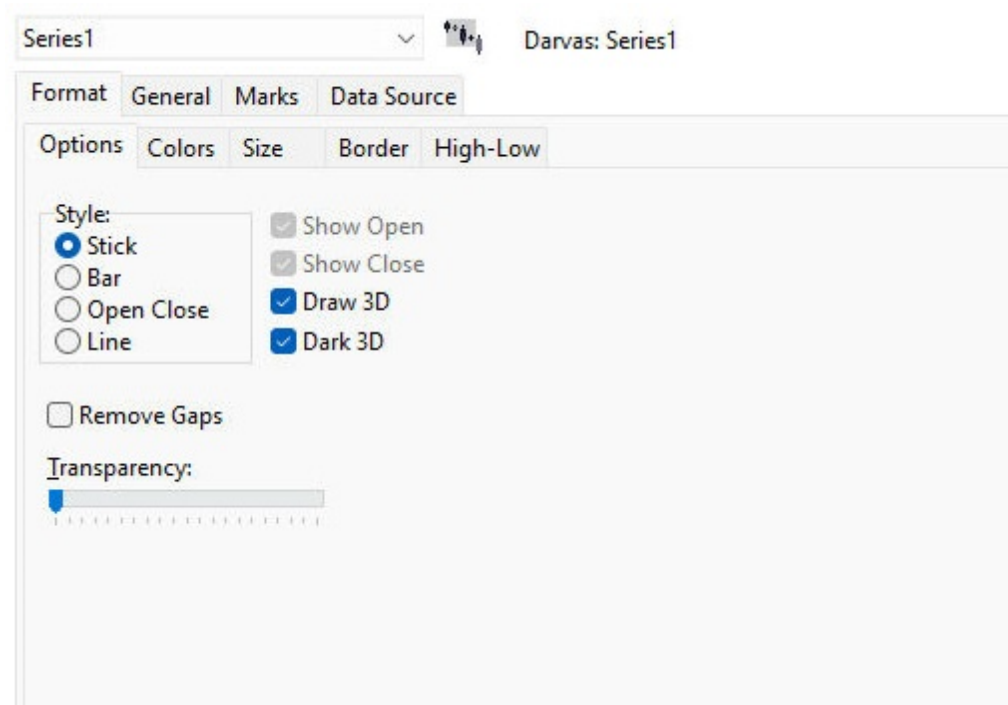 Series1 Darvas: Series1
Format General Marks Data Source
Options Colors Size Border High-Low
Style:
Stick
Bar
Open Close
Line
Show Open
Show Close
Draw 3D
Dark 3D
Remove Gaps
Transparency: